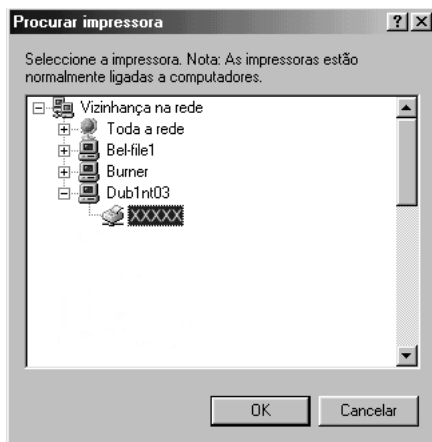 Procurar impressora
Seleccione a impressora. Nota: As impressoras estão
normalmente ligadas a computadores.
Vizinhança na rede
Toda a rede
Bel-file1
Burner
Dub1nt03
XXXXX
OK
Cancelar